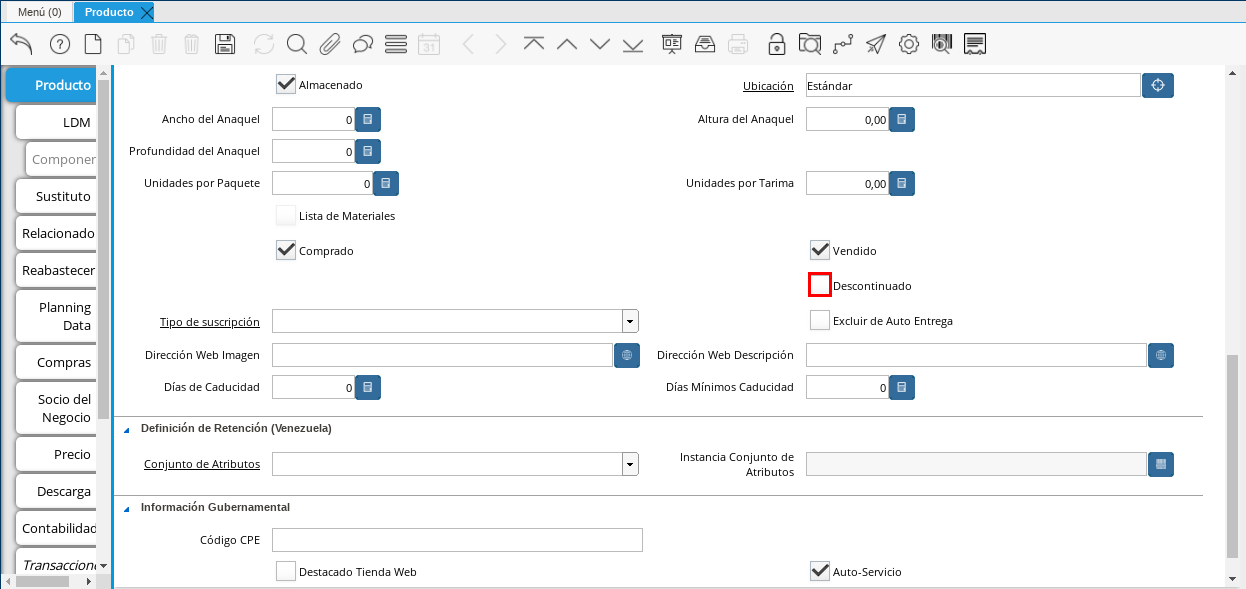 Menú (0)
Producto
31
Producto
LDM
Componen
Sustituto
Relacionado
Reabastecer
Planning
Data
Compras
Socio del
Negocio
Precio
Descarga
Contabilidad
Transaccione
Almacenado
Ubicación
Estándar
Ancho del Anaquel
0
Altura del Anaquel
0,00
Profundidad del Anaquel
0
Unidades por Paquete
0
Unidades por Tarima
0,00
Lista de Materiales
Comprado
Vendido
Descontinuado
Tipo de suscripción
Excluir de Auto Entrega
Dirección Web Imagen
Dirección Web Descripción
Días de Caducidad
0
Días Mínimos Caducidad
0
Definición de Retención (Venezuela)
Conjunto de Atributos
Instancia Conjunto de
Atributos
Información Gubernamental
Código CPE
Destacado Tienda Web
Auto-Servicio